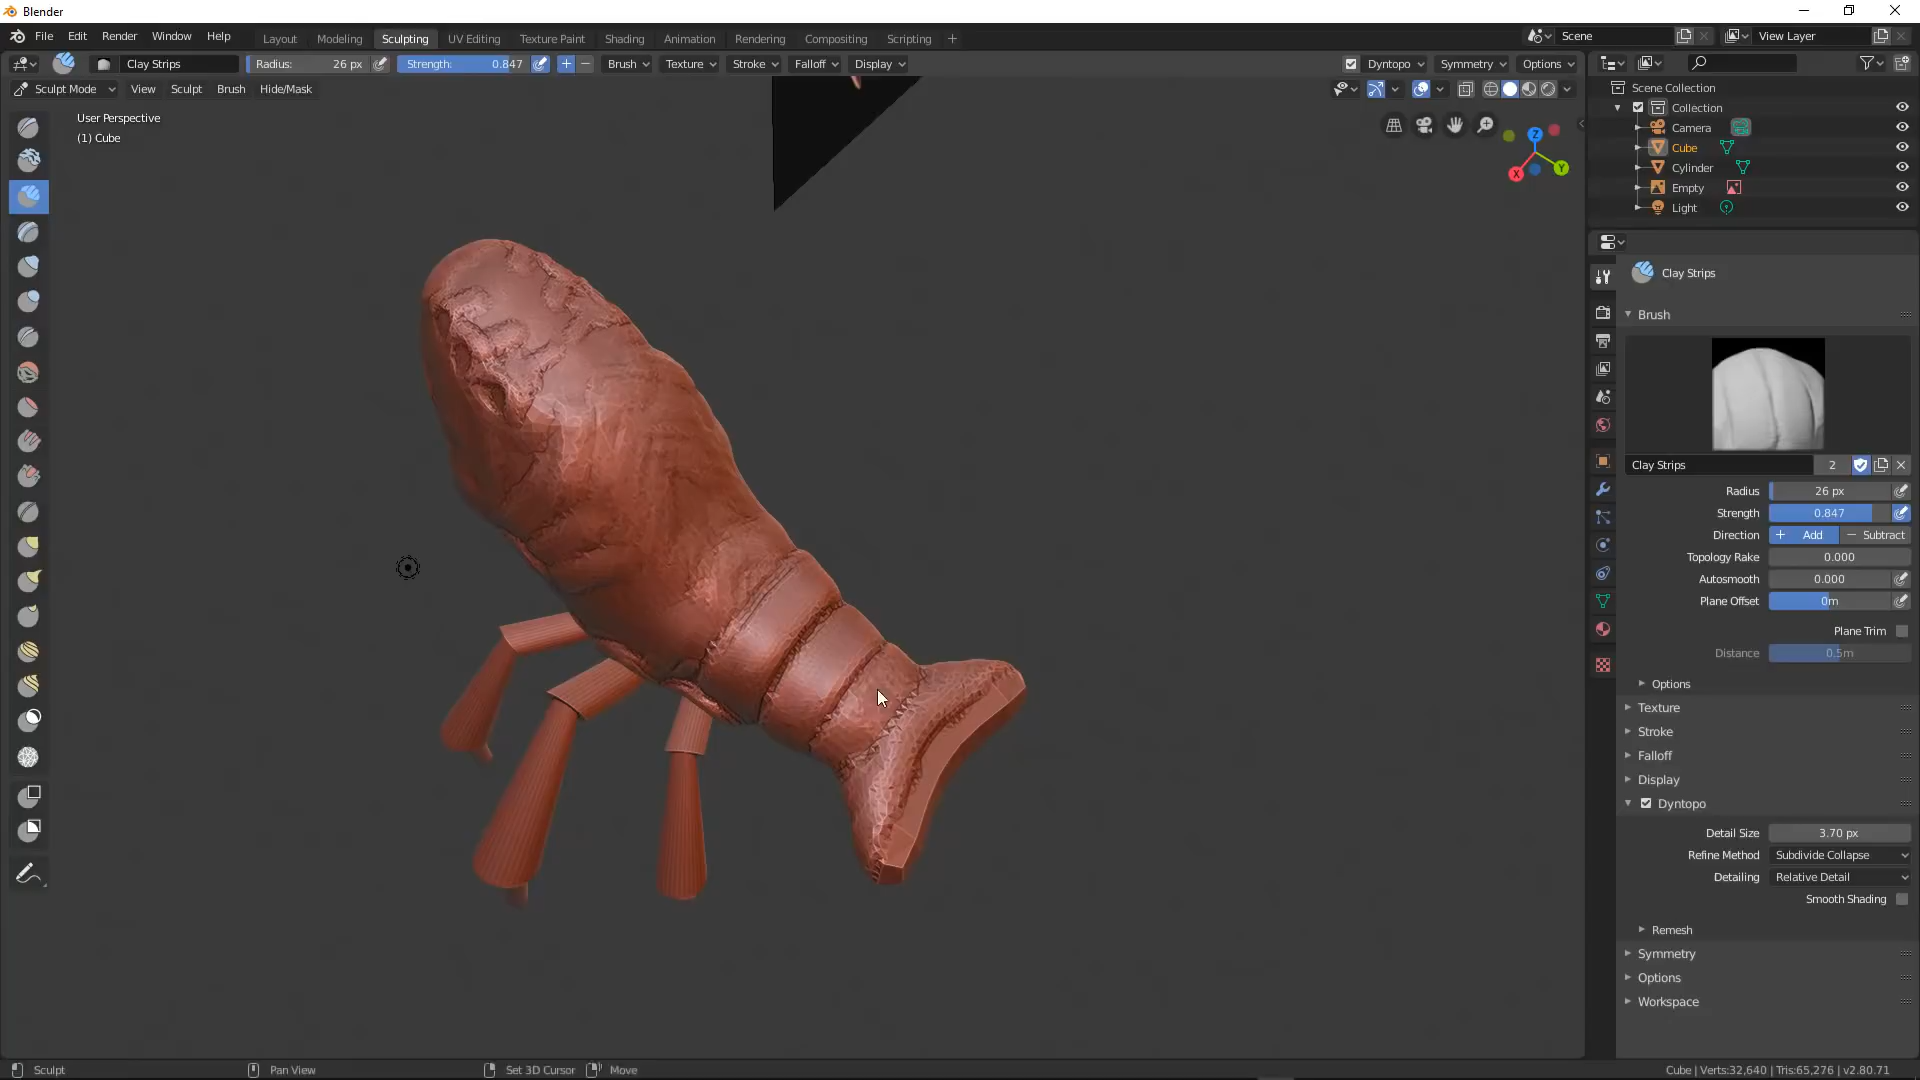 Blender
File Edit Render Window Help Layout Modeling Sculpting UV Editing Texture Paint Shading Animation Rendering Compositing Scripting + Scene View Layer
Clay Strips Radius: 26 px Strength: 0.847 + − Brush Texture Stroke Falloff Display Dyntopo Symmetry Options
Sculpt Mode View Sculpt Brush Hide/Mask
User Perspective
(1) Cube
Z
Y
X
Scene Collection
Collection
Camera
Cube
Cylinder
Empty
Light
Clay Strips
Brush
Clay Strips 2
Radius 26 px
Strength 0.847
Direction + Add − Subtract
Topology Rake 0.000
Autosmooth 0.000
Plane Offset 0m
Plane Trim
Distance 0.5m
Options
Texture
Stroke
Falloff
Display
Dyntopo
Detail Size 3.70 px
Refine Method Subdivide Collapse
Detailing Relative Detail
Smooth Shading
Remesh
Symmetry
Options
Workspace
Sculpt Pan View Set 3D Cursor Move Cube | Verts:32,640 | Tris:65,276 | v2.80.71